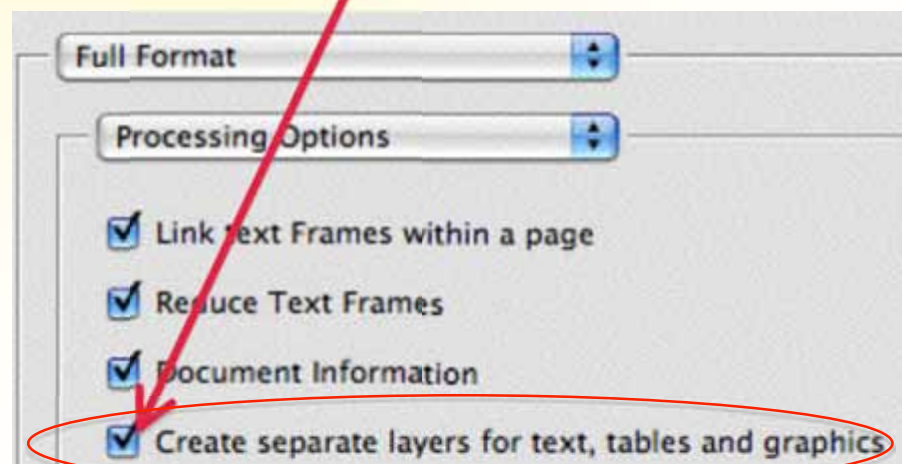 Full Format
Processing Options
Link text Frames within a page
Reduce Text Frames
Document Information
Create separate layers for text, tables and graphics